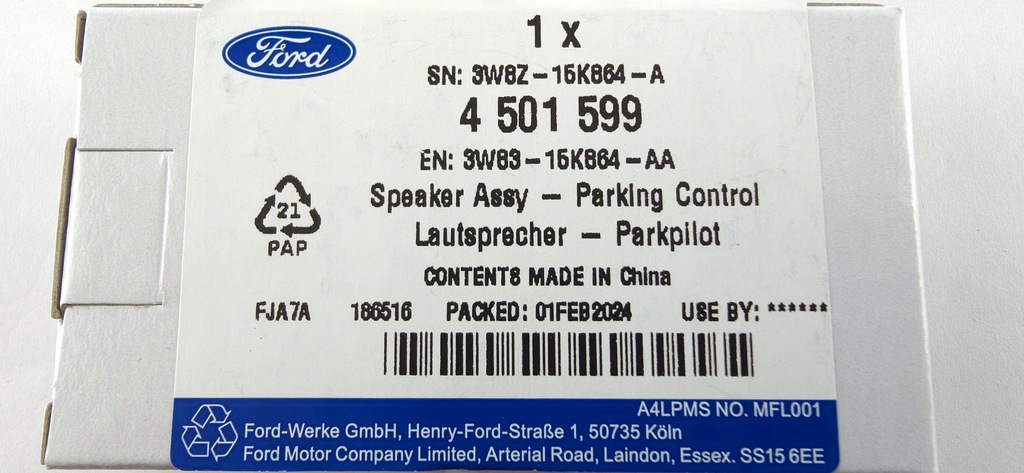 Ford
1 x
SN: 3W8Z-15K864-A
4 501 599
EN: 3W83-15K864-AA
Speaker Assy - Parking Control
Lautsprecher - Parkpilot
21
PAP
CONTENTS MADE IN China
FJA7A 186516 PACKED: 01FEB2024 USE BY: ******
A4LPMS NO. MFL001
Ford-Werke GmbH, Henry-Ford-Straße 1, 50735 Köln
Ford Motor Company Limited, Arterial Road, Laindon, Essex. SS15 6EE